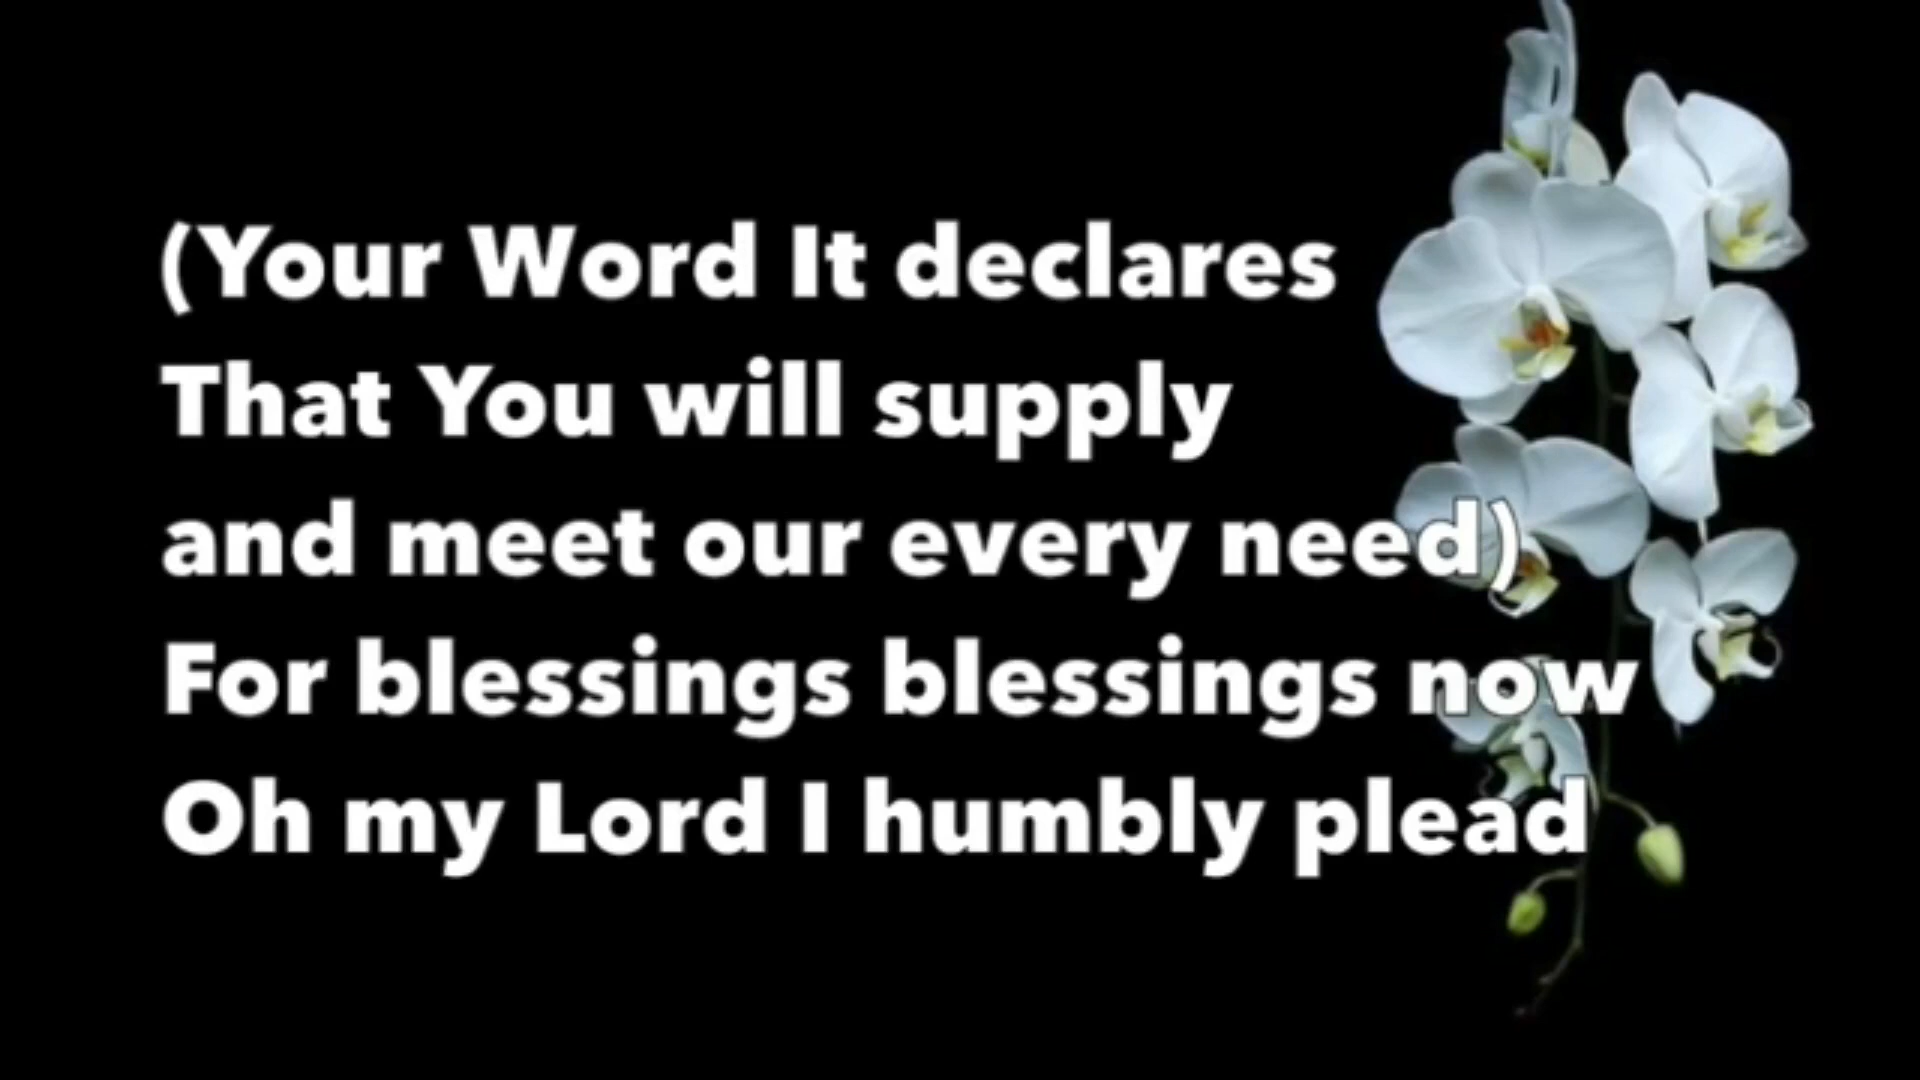 (Your Word It declares
That You will supply
and meet our every need)
For blessings blessings now
Oh my Lord I humbly plead